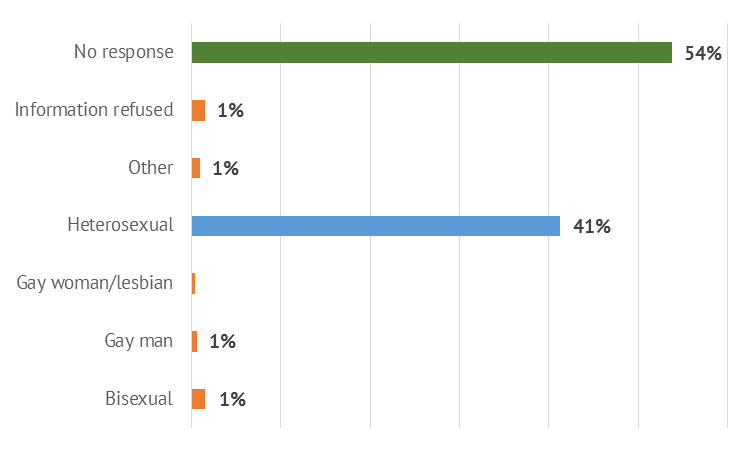 No response 54%
Information refused 1%
Other 1%
Heterosexual 41%
Gay woman/lesbian
Gay man 1%
Bisexual 1%